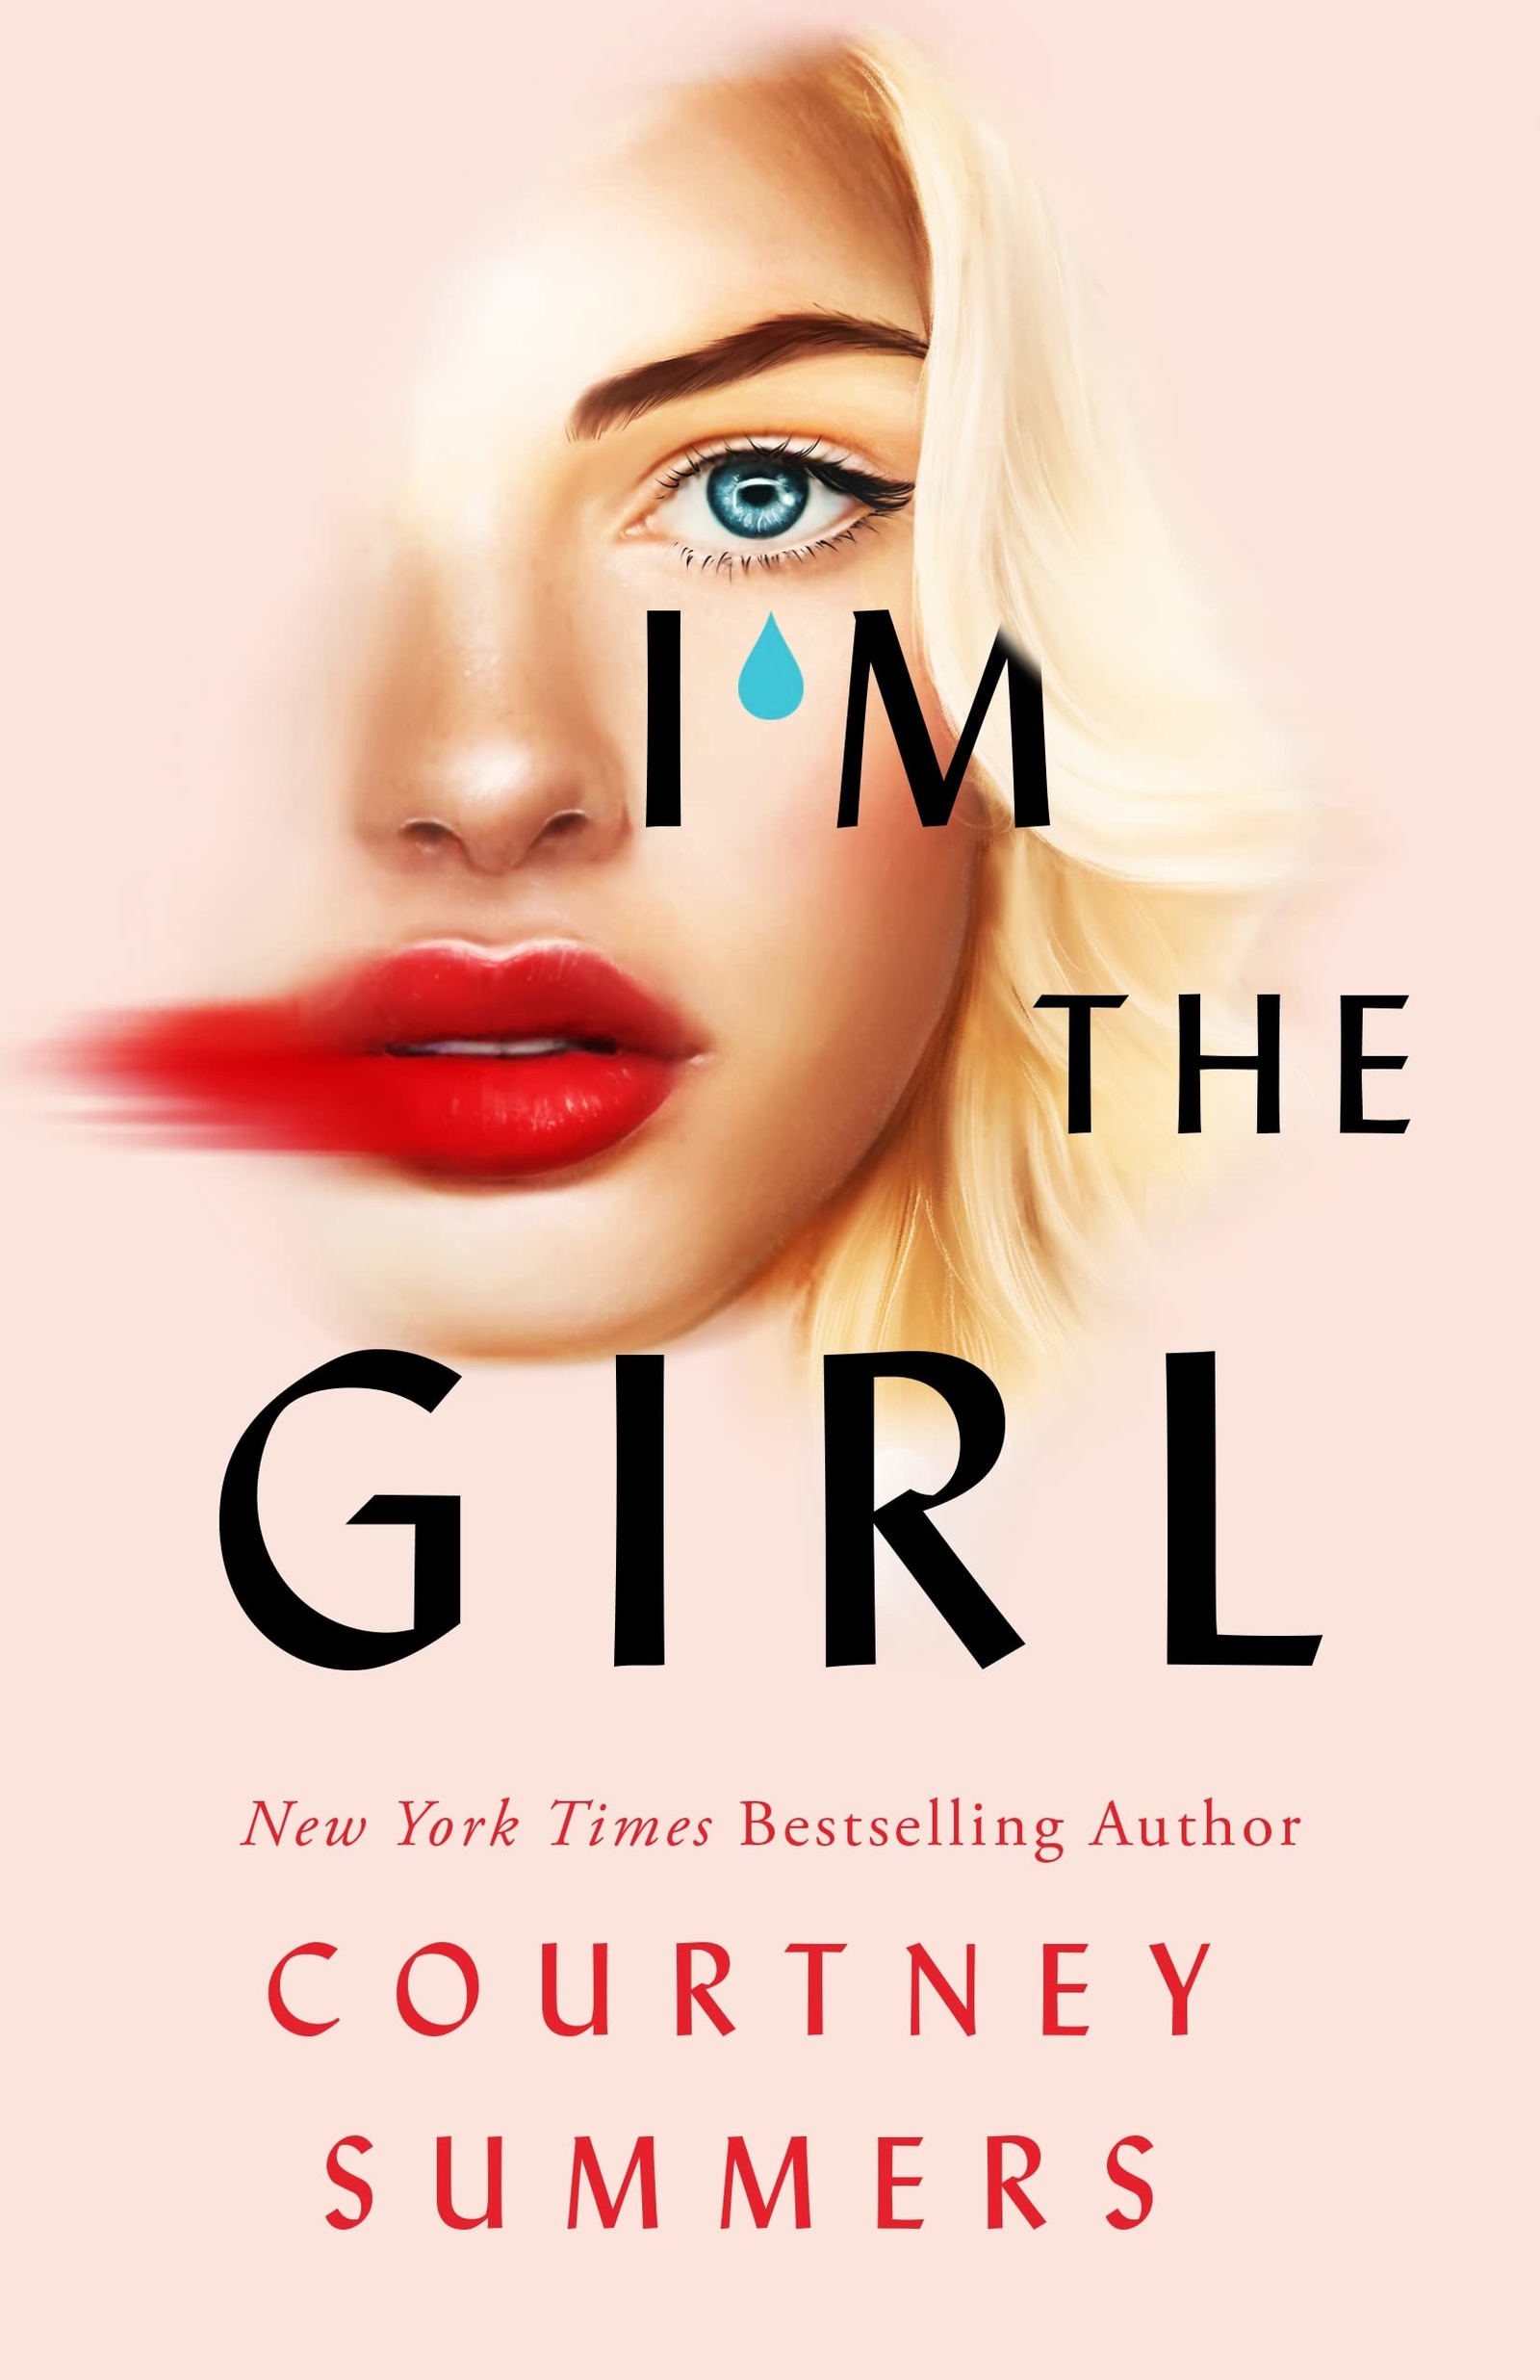 I'M
THE
GIRL
New York Times Bestselling Author
COURTNEY
SUMMERS